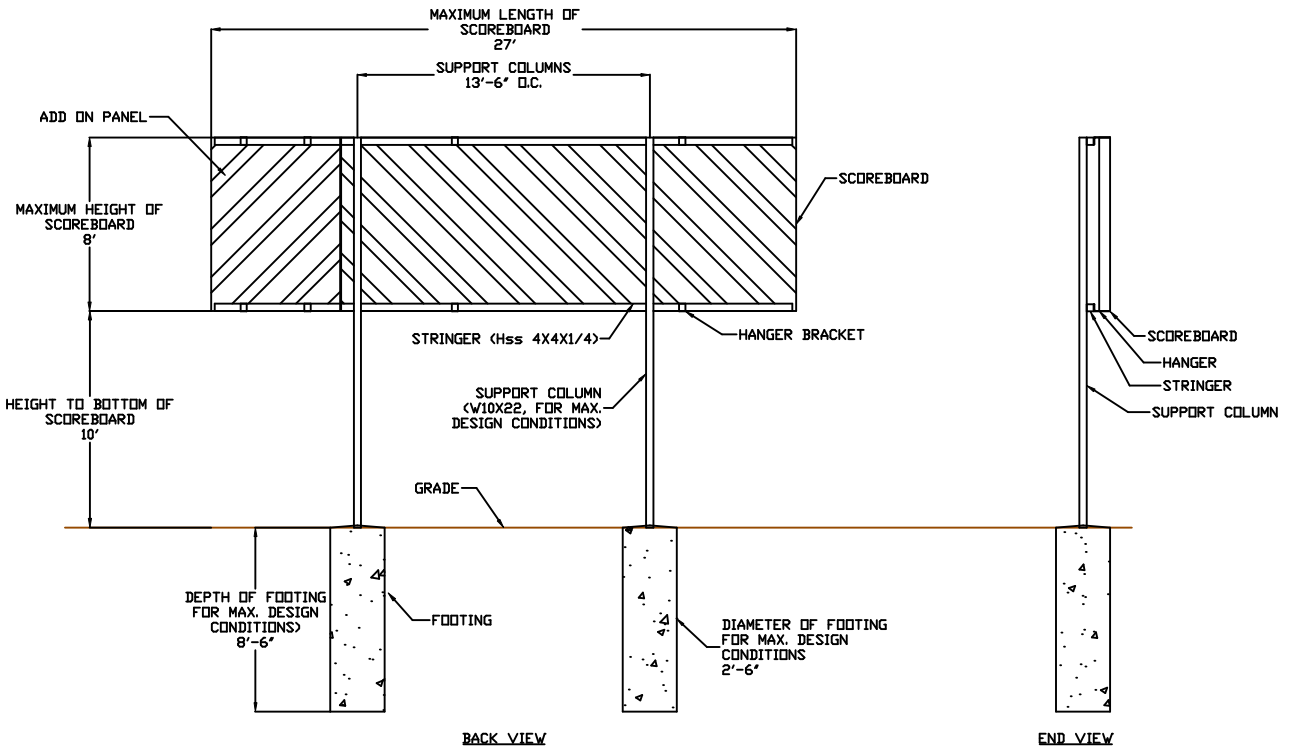 MAXIMUM LENGTH OF
SCOREBOARD
27'
SUPPORT COLUMNS
13'-6" O.C.
ADD ON PANEL
MAXIMUM HEIGHT OF
SCOREBOARD
8'
SCOREBOARD
STRINGER (Hss 4X4X1/4)
HANGER BRACKET
SUPPORT COLUMN
(W10X22, FOR MAX.
DESIGN CONDITIONS)
HEIGHT TO BOTTOM OF
SCOREBOARD
10'
GRADE
DEPTH OF FOOTING
FOR MAX. DESIGN
CONDITIONS)
8'-6"
FOOTING
DIAMETER OF FOOTING
FOR MAX. DESIGN
CONDITIONS
2'-6"
BACK VIEW
SCOREBOARD
HANGER
STRINGER
SUPPORT COLUMN
END VIEW